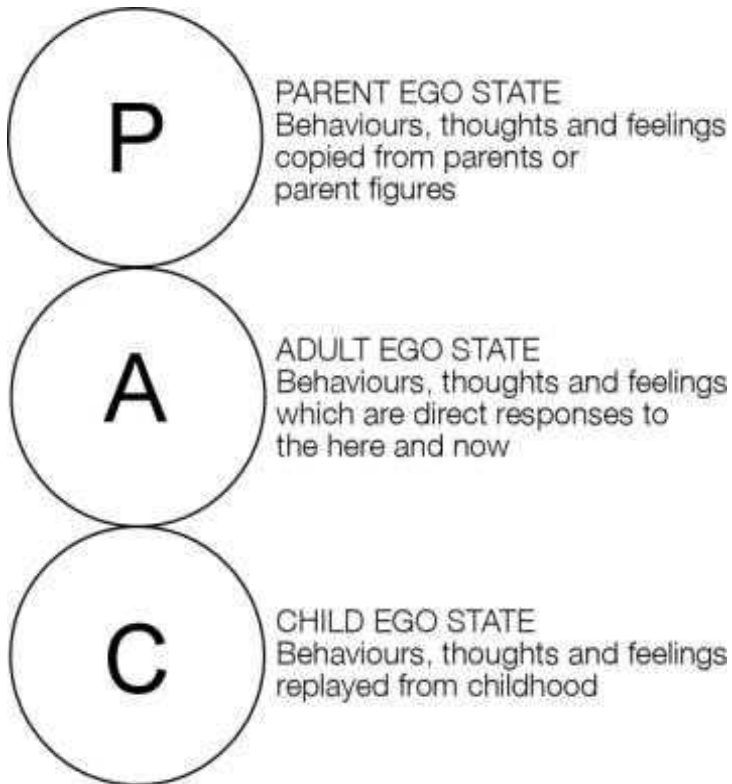 P
PARENT EGO STATE
Behaviours, thoughts and feelings
copied from parents or
parent figures
A
ADULT EGO STATE
Behaviours, thoughts and feelings
which are direct responses to
the here and now
C
CHILD EGO STATE
Behaviours, thoughts and feelings
replayed from childhood